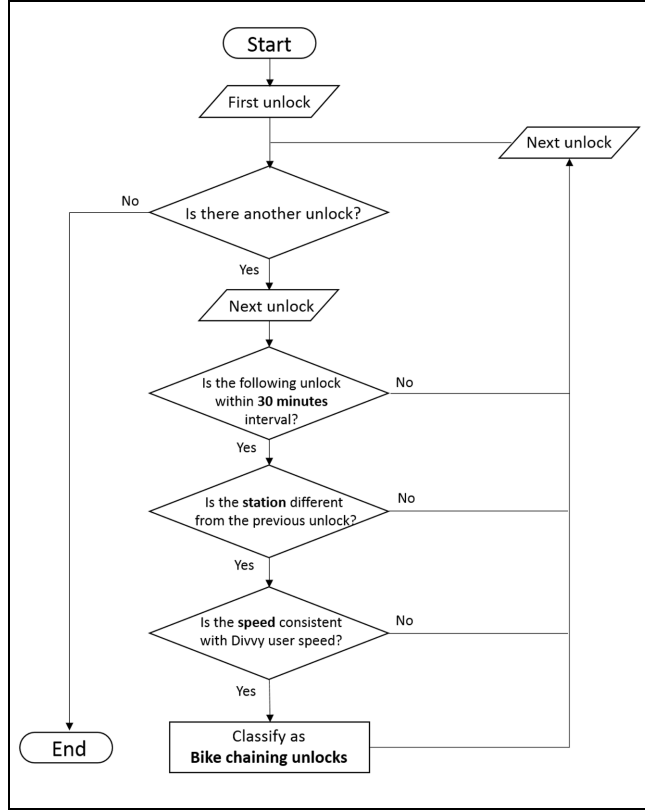 Start
First unlock
Next unlock
No
Is there another unlock?
Yes
Next unlock
Is the following unlock
within 30 minutes
interval?
No
Yes
Is the station different
from the previous unlock?
No
Yes
Is the speed consistent
with Divvy user speed?
No
Yes
Classify as
Bike chaining unlocks
End